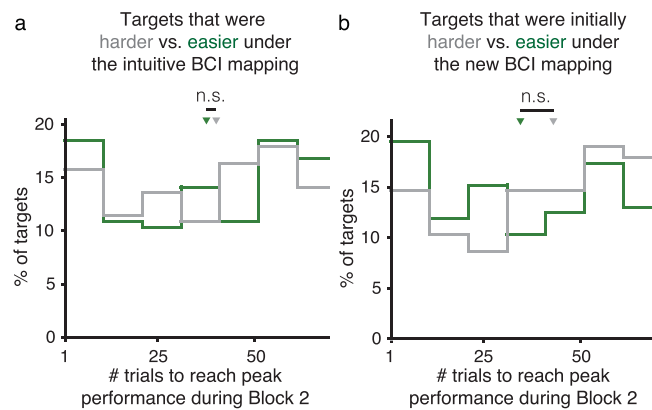 a
Targets that were
harder vs. easier under
the intuitive BCI mapping
n.s.
20
15
10
5
0
% of targets
1
25
50
# trials to reach peak
performance during Block 2
b
Targets that were initially
harder vs. easier under
the new BCI mapping
n.s.
20
15
10
5
0
% of targets
1
25
50
# trials to reach peak
performance during Block 2